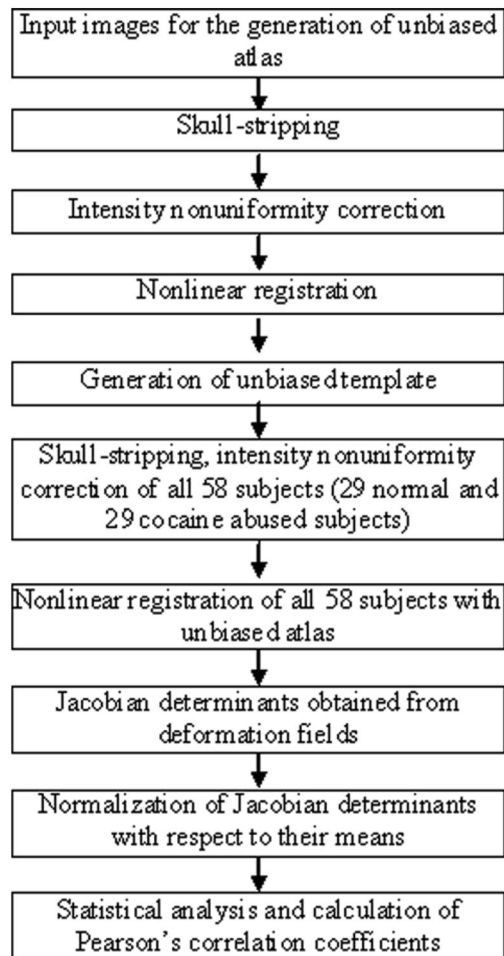 Input images for the generation of unbiased
atlas
Skull-stripping
Intensity nonuniformity correction
Nonlinear registration
Generation of unbiased template
Skull-stripping, intensity nonuniformity
correction of all 58 subjects (29 normal and
29 cocaine abused subjects)
Nonlinear registration of all 58 subjects with
unbiased atlas
Jacobian determinants obtained from
deformation fields
Normalization of Jacobian determinants
with respect to their means
Statistical analysis and calculation of
Pearson's correlation coefficients